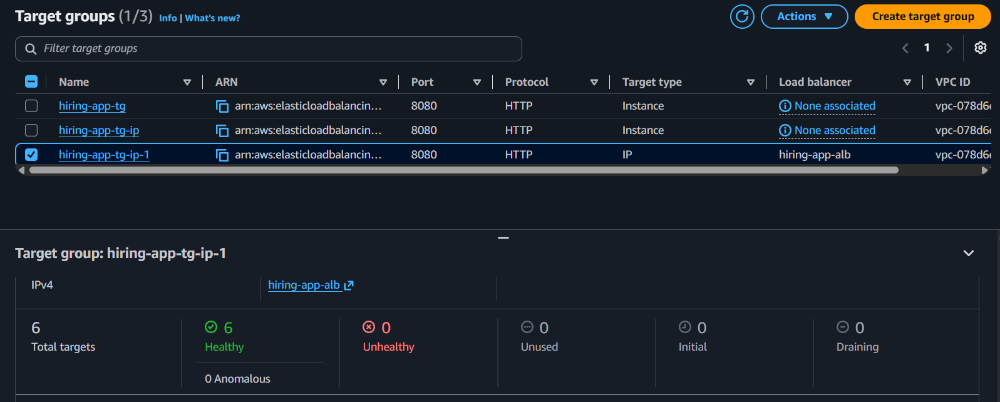 Target groups (1/3) Info | What's new?
Actions
Create target group
Filter target groups
1
Name ARN Port Protocol Target type Load balancer VPC ID
hiring-app-tg arn:aws:elasticloadbalancin... 8080 HTTP Instance None associated vpc-078d6e
hiring-app-tg-ip arn:aws:elasticloadbalancin... 8080 HTTP Instance None associated vpc-078d6e
hiring-app-tg-ip-1 arn:aws:elasticloadbalancin... 8080 HTTP IP hiring-app-alb vpc-078d6e
Target group: hiring-app-tg-ip-1
IPv4 hiring-app-alb
6 6 0 0 0 0
Total targets Healthy Unhealthy Unused Initial Draining
0 Anomalous